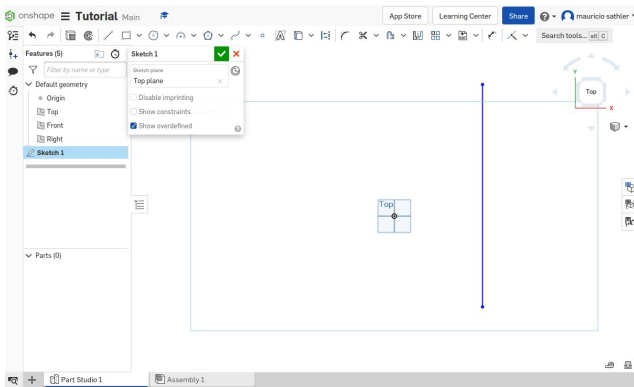 onshape Tutorial Main App Store Learning Center Share mauricio sathler
Search tools... alt C
Features (5)
Filter by name or type
Default geometry
Origin
Top
Front
Right
Sketch 1
Parts (0)
Sketch 1
Sketch plane
Top plane
Disable imprinting
Show constraints
Show overdefined
Top
Y
Top
X
Part Studio 1 Assembly 1